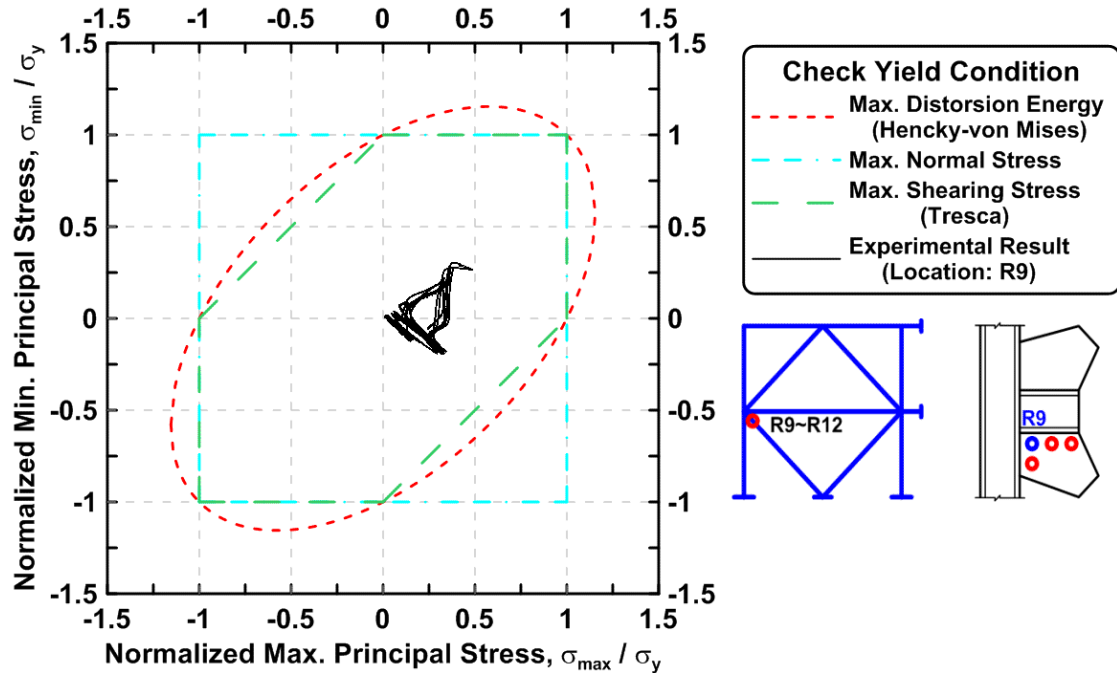 -1.5 -1 -0.5 0 0.5 1 1.5
1.5 1.5
1 1
0.5 0.5
0 0
-0.5 -0.5
-1 -1
-1.5 -1.5
-1.5 -1 -0.5 0 0.5 1 1.5
Normalized Min. Principal Stress, σmin / σy
Normalized Max. Principal Stress, σmax / σy
Check Yield Condition
Max. Distorsion Energy
(Hencky-von Mises)
Max. Normal Stress
Max. Shearing Stress
(Tresca)
Experimental Result
(Location: R9)
R9~R12
R9